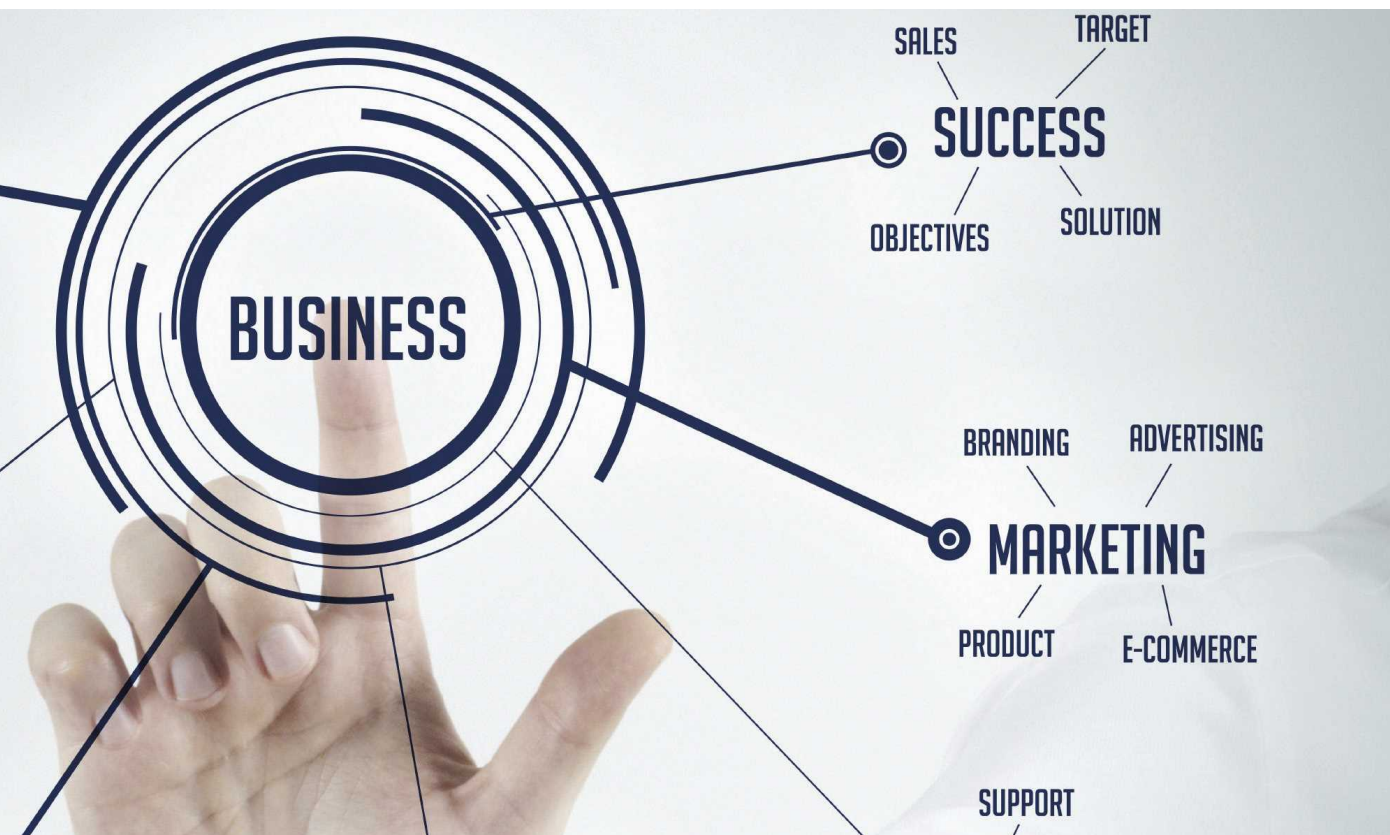 SALES
TARGET
SUCCESS
OBJECTIVES
SOLUTION
BUSINESS
BRANDING
ADVERTISING
MARKETING
PRODUCT
E-COMMERCE
SUPPORT